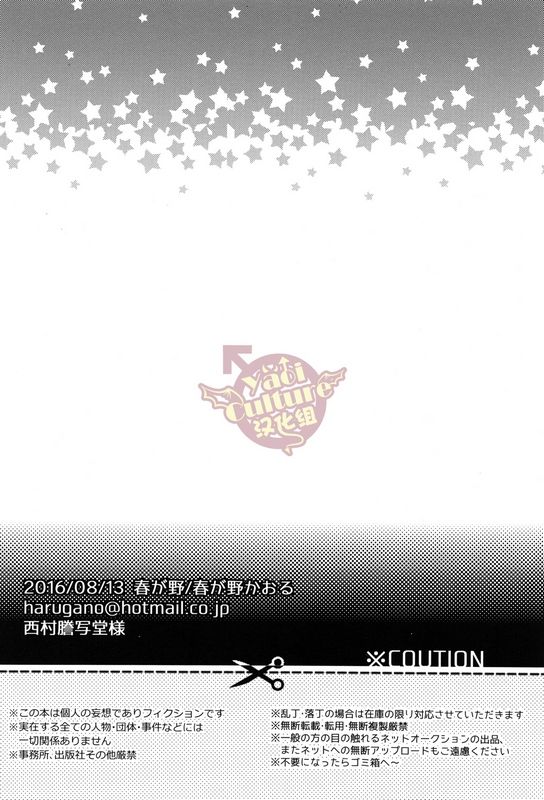 yaoi
Culture
汉化组
2016/08/13 春が野/春が野かおる
harugano@hotmail.co.jp
西村謄写堂様
※COUTION
※この本は個人の妄想でありフィクションです
※実在する全ての人物・団体・事件などには
一切関係ありません
※事務所、出版社その他厳禁
※乱丁・落丁の場合は在庫の限り対応させていただきます
※無断転載・転用・無断複製厳禁
※一般の方の目の触れるネットオークションの出品、
またネットへの無断アップロードもご遠慮ください
※不要になったらゴミ箱へ〜